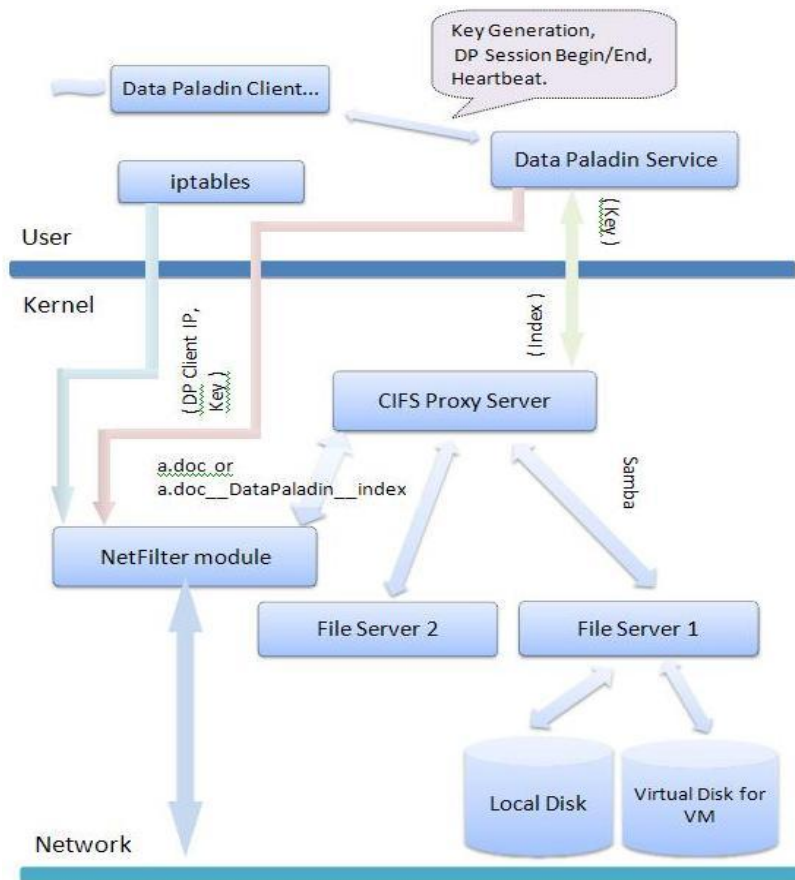 Key Generation,
DP Session Begin/End,
Heartbeat.
Data Paladin Client...
Data Paladin Service
iptables
(Key)
User
Kernel
(DP Client IP,
Key)
(Index)
CIFS Proxy Server
a.doc or
a.doc__DataPaladin__index
Samba
NetFilter module
File Server 2
File Server 1
Local Disk
Virtual Disk for
VM
Network